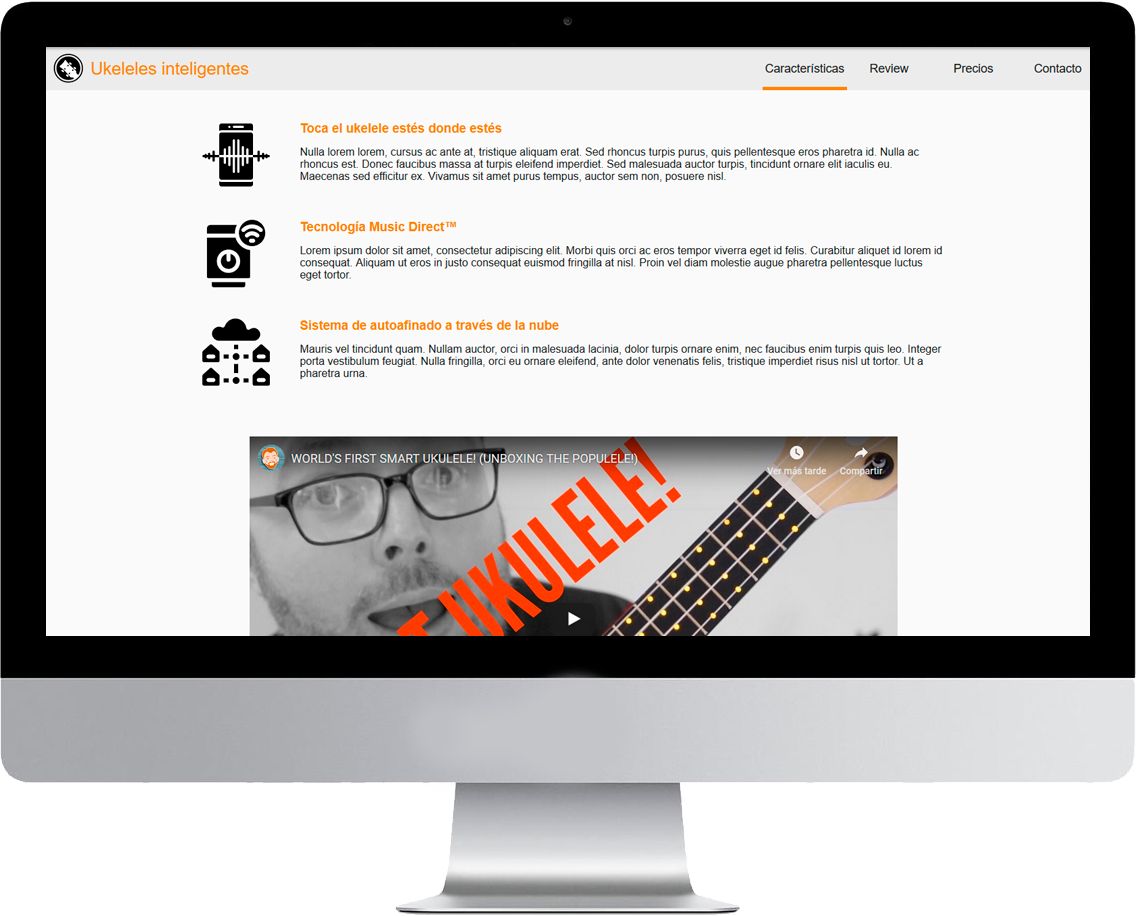 Ukeleles inteligentes
Características Review Precios Contacto
Toca el ukelele estés donde estés
Nulla lorem lorem, cursus ac ante at, tristique aliquam erat. Sed rhoncus turpis purus, quis pellentesque eros pharetra id. Nulla ac
rhoncus est. Donec faucibus massa at turpis eleifend imperdiet. Sed malesuada auctor turpis, tincidunt ornare elit iaculis eu.
Maecenas sed efficitur ex. Vivamus sit amet purus tempus, auctor sem non, posuere nisl.
Tecnología Music Direct™
Lorem ipsum dolor sit amet, consectetur adipiscing elit. Morbi quis orci ac eros tempor viverra eget id felis. Curabitur aliquet id lorem id
consequat. Aliquam ut eros in justo consequat euismod fringilla at nisl. Proin vel diam molestie augue pharetra pellentesque luctus
eget tortor.
Sistema de autoafinado a través de la nube
Mauris vel tincidunt quam. Nullam auctor, orci in malesuada lacinia, dolor turpis ornare enim, nec faucibus enim turpis quis leo. Integer
porta vestibulum feugiat. Nulla fringilla, orci eu ornare eleifend, ante dolor venenatis felis, tristique imperdiet risus nisl ut tortor. Ut a
pharetra urna.
WORLD'S FIRST SMART UKULELE! (UNBOXING THE POPULELE!)
Ver más tarde Compartir
T UKULELE!